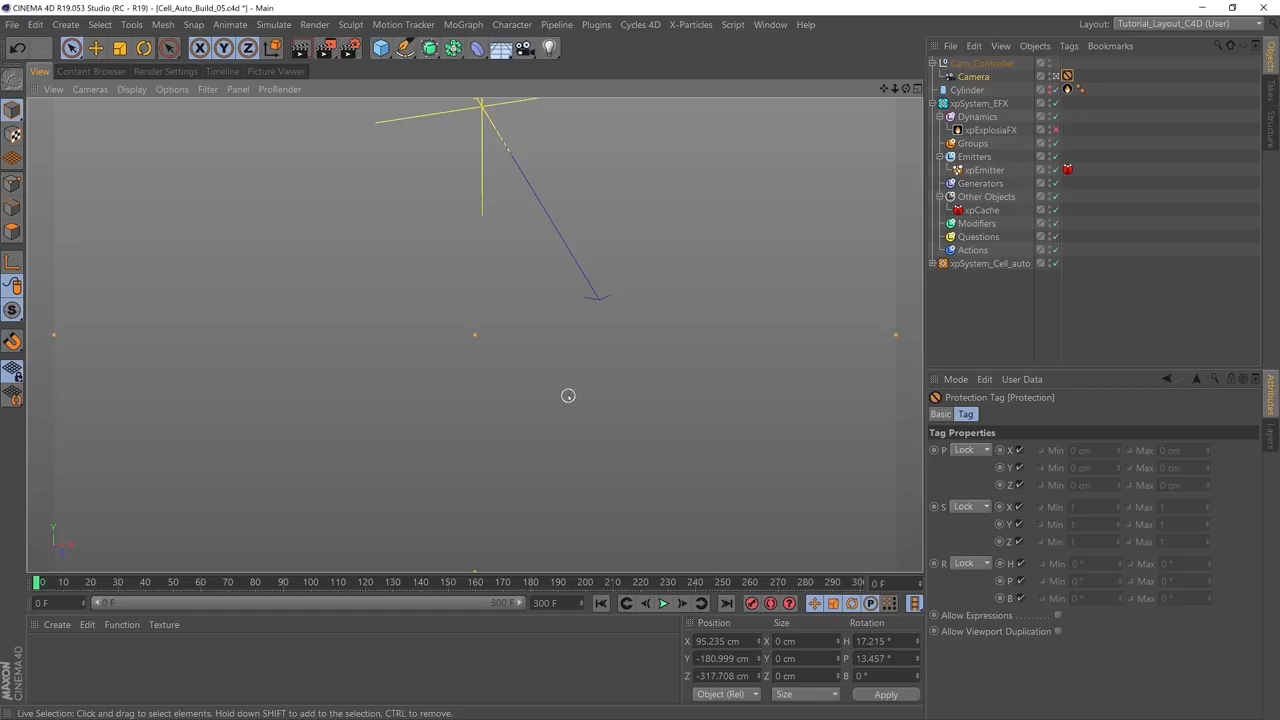 CINEMA 4D R19.053 Studio (RC - R19) - [Cell_Auto_Build_05.c4d *] - Main
File Edit Create Select Tools Mesh Snap Animate Simulate Render Sculpt Motion Tracker MoGraph Character Pipeline Plugins Cycles 4D X-Particles Script Window Help Layout: Tutorial_Layout_C4D (User)
X Y Z
View Content Browser Render Settings Timeline Picture Viewer
View Cameras Display Options Filter Panel ProRender
Y
Z
0 10 20 30 40 50 60 70 80 90 100 110 120 130 140 150 160 170 180 190 200 210 220 230 240 250 260 270 280 290 30 0 F
0 F 0 F 300 F 300 F
Create Edit Function Texture
Position Size Rotation
X 95.235 cm X 0 cm H 17.215 °
Y -180.999 cm Y 0 cm P 13.457 °
Z -317.708 cm Z 0 cm B 0 °
Object (Rel) Size Apply
MAXON CINEMA 4D
Live Selection: Click and drag to select elements. Hold down SHIFT to add to the selection, CTRL to remove.
File Edit View Objects Tags Bookmarks
Cam_Controller
Camera
Cylinder
xpSystem_EFX
Dynamics
xpExplosiaFX
Groups
Emitters
xpEmitter
Generators
Other Objects
xpCache
Modifiers
Questions
Actions
xpSystem_Cell_auto
Objects
Takes
Structure
Mode Edit User Data
Protection Tag [Protection]
Basic Tag
Tag Properties
P Lock X Min 0 cm Max 0 cm
Y Min 0 cm Max 0 cm
Z Min 0 cm Max 0 cm
S Lock X Min 1 Max 1
Y Min 1 Max 1
Z Min 1 Max 1
R Lock H Min 0 ° Max 0 °
P Min 0 ° Max 0 °
B Min 0 ° Max 0 °
Allow Expressions
Allow Viewport Duplication
Attributes
Layers